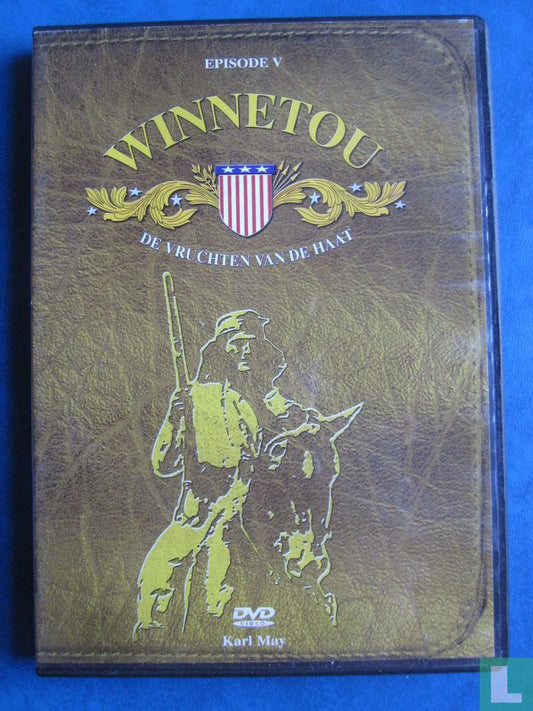 EPISODE V
WINNETOU
DE VRUCHTEN VAN DE HAAT
DVD
VIDEO
Karl May
L